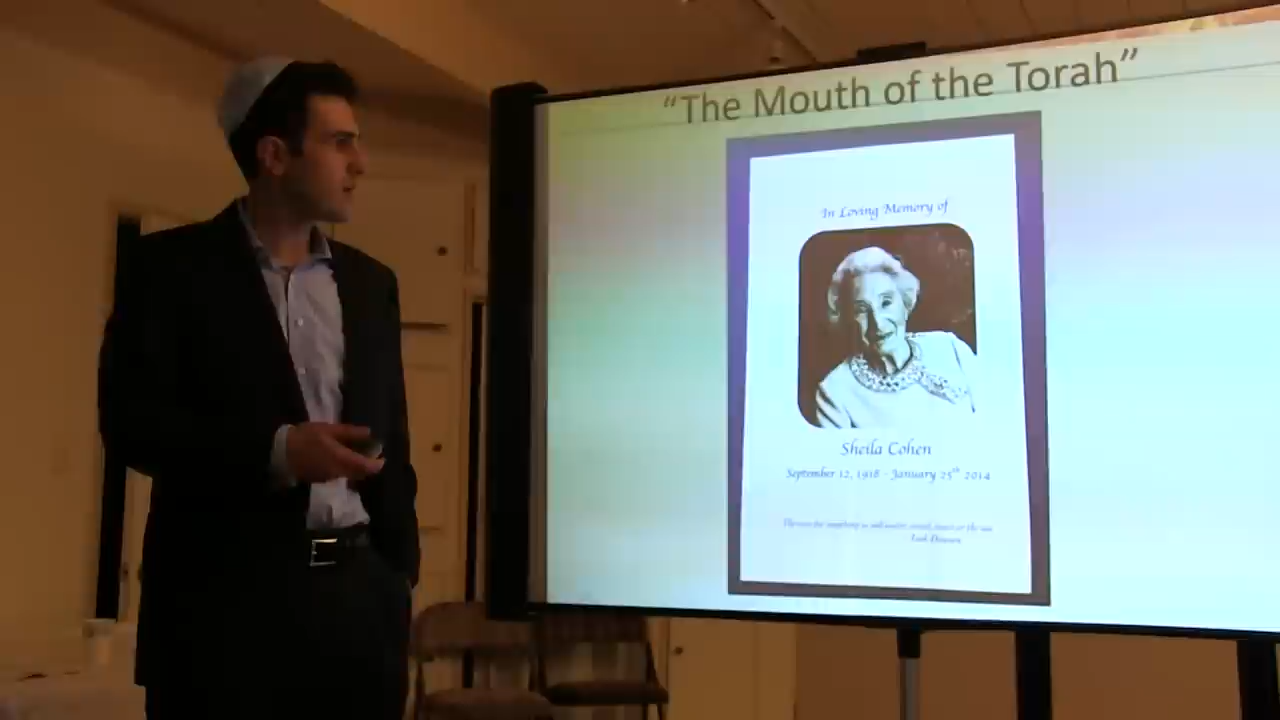 “The Mouth of the Torah”
In Loving Memory of
Sheila Cohen
September 12, 1918 - January 25th 2014